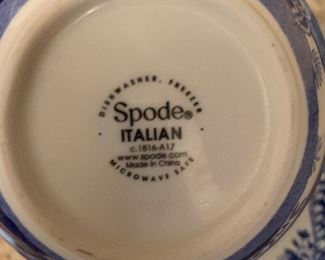 DISHWASHER, FREEZER
Spode®
ITALIAN
c.1816-A17
www.spode.com
Made in China
MICROWAVE SAFE